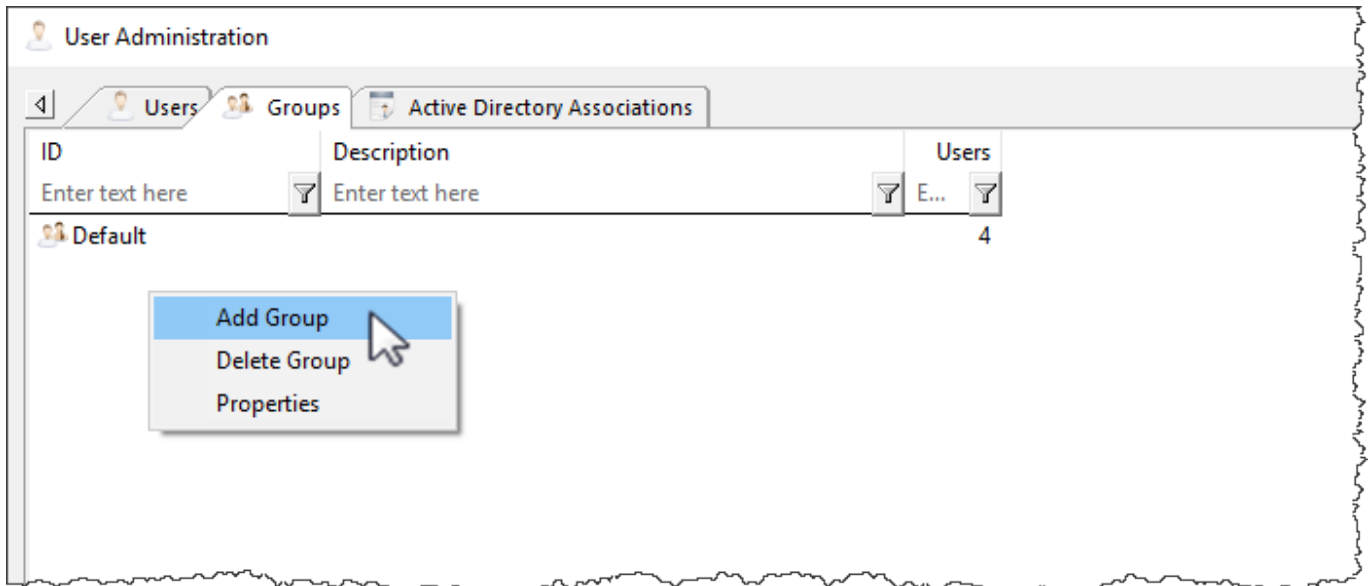 User Administration
Users Groups Active Directory Associations
ID Description Users
Enter text here Enter text here E...
Default 4
Add Group
Delete Group
Properties